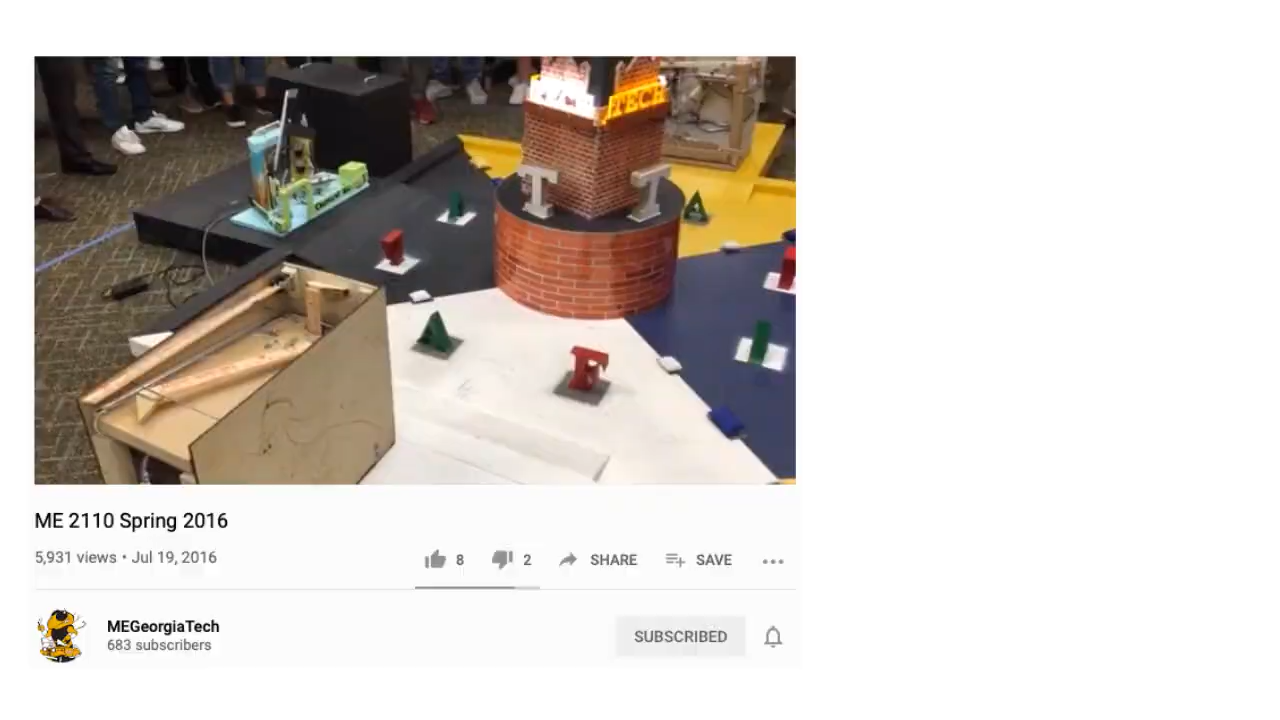 TECH
T T
A
A
A
E
ME 2110 Spring 2016
5,931 views • Jul 19, 2016
8 2 SHARE SAVE
MEGeorgiaTech
683 subscribers
SUBSCRIBED